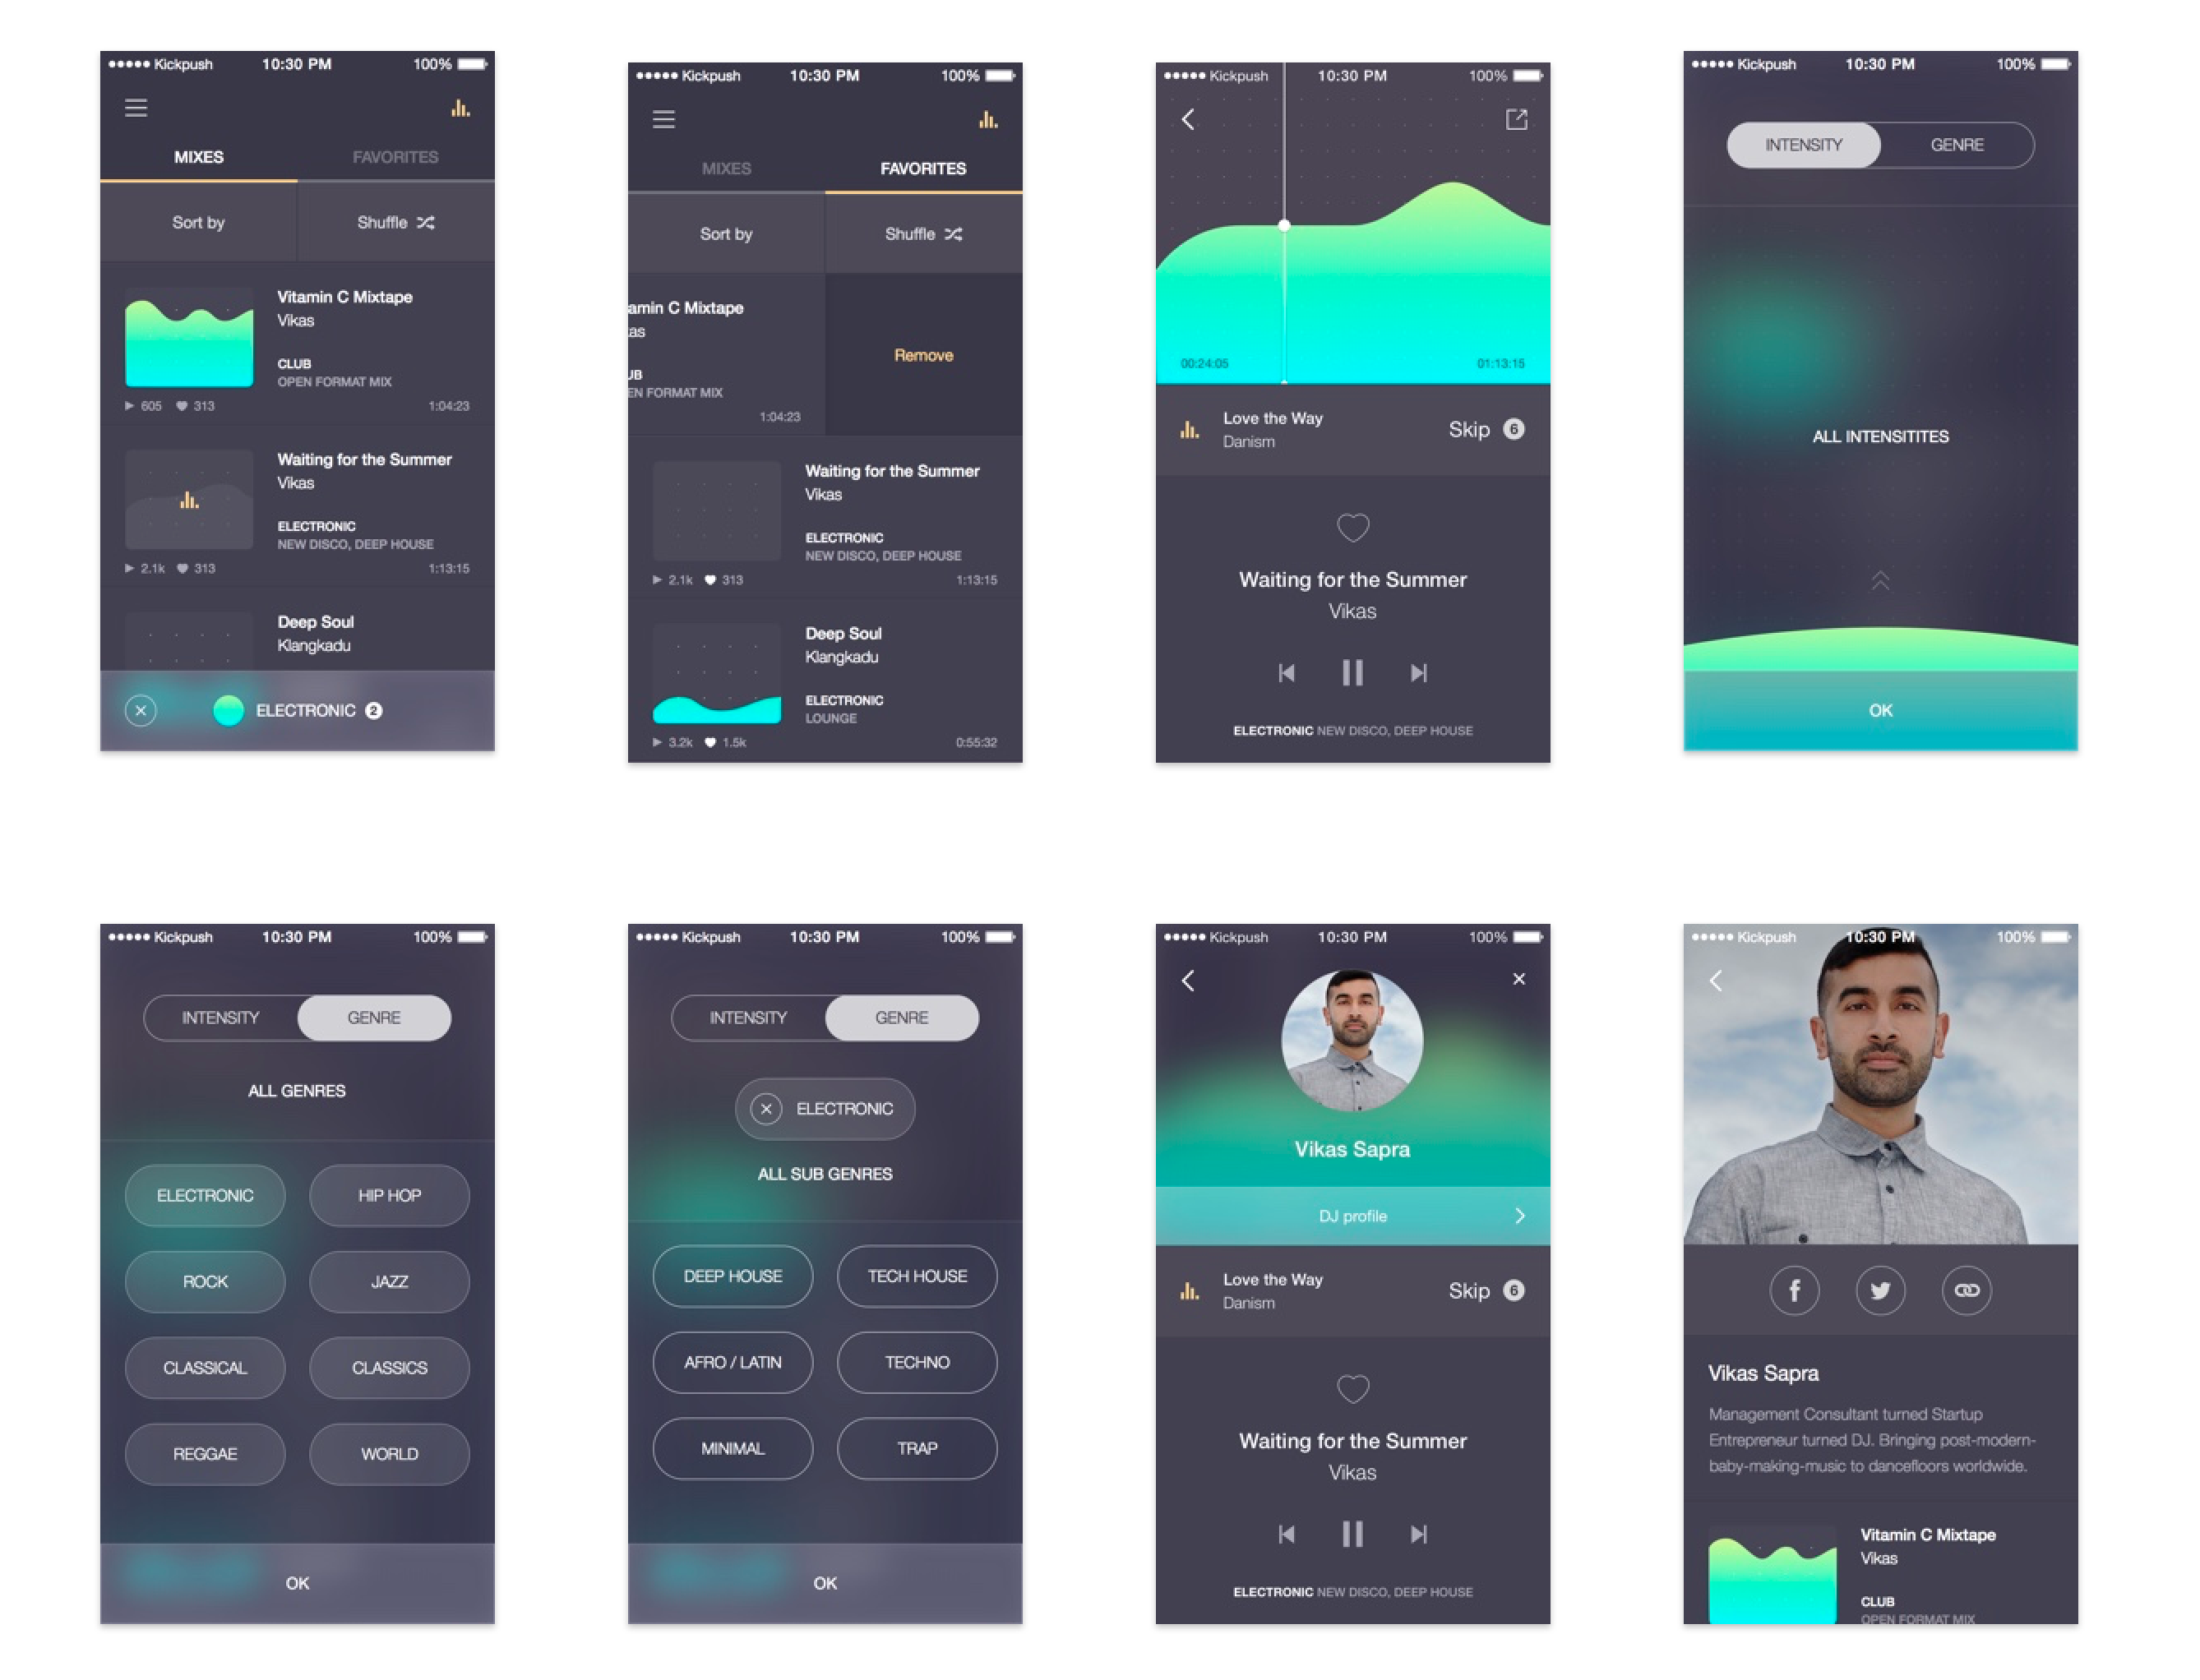 Kickpush 10:30 PM 100%
MIXES FAVORITES
Sort by Shuffle
Vitamin C Mixtape
Vikas
CLUB
OPEN FORMAT MIX
605 313 1:04:23
Waiting for the Summer
Vikas
ELECTRONIC
NEW DISCO, DEEP HOUSE
2.1k 313 1:13:15
Deep Soul
Klangkadu
ELECTRONIC 2
Kickpush 10:30 PM 100%
MIXES FAVORITES
Sort by Shuffle
amin C Mixtape
as
UB
EN FORMAT MIX
1:04:23
Remove
Waiting for the Summer
Vikas
ELECTRONIC
NEW DISCO, DEEP HOUSE
2.1k 313 1:13:15
Deep Soul
Klangkadu
ELECTRONIC
LOUNGE
3.2k 1.5k 0:55:32
Kickpush 10:30 PM 100%
00:24:05 01:13:15
Love the Way
Danism
Skip 6
Waiting for the Summer
Vikas
ELECTRONIC NEW DISCO, DEEP HOUSE
Kickpush 10:30 PM 100%
INTENSITY GENRE
ALL INTENSITITES
OK
Kickpush 10:30 PM 100%
INTENSITY GENRE
ALL GENRES
ELECTRONIC HIP HOP
ROCK JAZZ
CLASSICAL CLASSICS
REGGAE WORLD
OK
Kickpush 10:30 PM 100%
INTENSITY GENRE
ELECTRONIC
ALL SUB GENRES
DEEP HOUSE TECH HOUSE
AFRO / LATIN TECHNO
MINIMAL TRAP
OK
Kickpush 10:30 PM 100%
Vikas Sapra
DJ profile
Love the Way
Danism
Skip 6
Waiting for the Summer
Vikas
ELECTRONIC NEW DISCO, DEEP HOUSE
Kickpush 10:30 PM 100%
Vikas Sapra
Management Consultant turned Startup
Entrepreneur turned DJ. Bringing post-modern-
baby-making-music to dancefloors worldwide.
Vitamin C Mixtape
Vikas
CLUB
OPEN FORMAT MIX